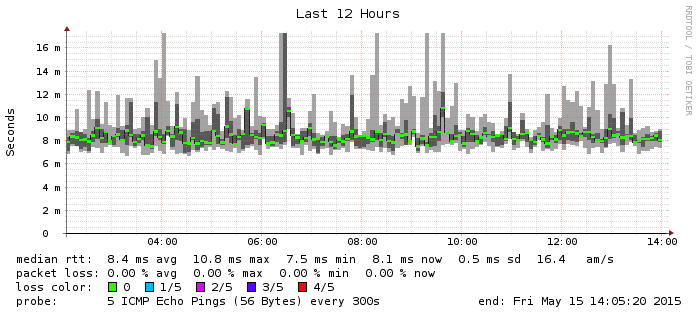 Last 12 Hours
RRDTOOL / TOBI OETIKER
Seconds
16 m
14 m
12 m
10 m
8 m
6 m
4 m
2 m
0
04:00 06:00 08:00 10:00 12:00 14:00
median rtt: 8.4 ms avg 10.8 ms max 7.5 ms min 8.1 ms now 0.5 ms sd 16.4 am/s
packet loss: 0.00 % avg 0.00 % max 0.00 % min 0.00 % now
loss color: 0 1/5 2/5 3/5 4/5
probe: 5 ICMP Echo Pings (56 Bytes) every 300s end: Fri May 15 14:05:20 2015